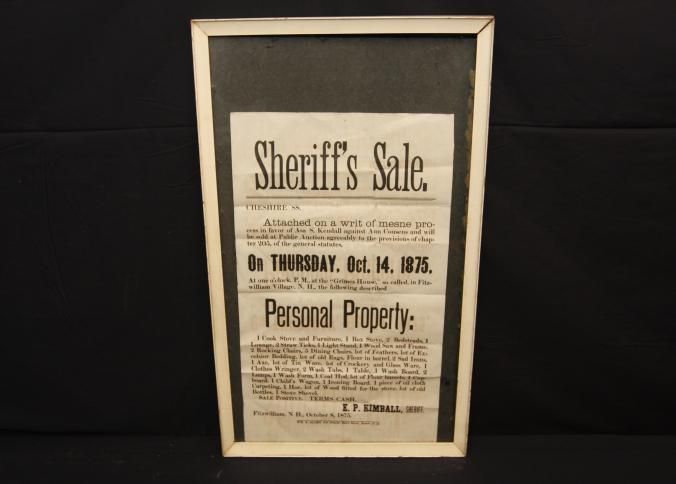 Sheriff's Sale.
CHESHIRE SS.
Attached on a writ of mesne pro-
cess in favor of Asa S. Kendall against Ann Cousens and will
be sold at Public Auction agreeably to the provisions of chap-
ter 205, of the general statutes,
On THURSDAY, Oct. 14, 1875,
At one o'clock, P. M., at the "Grimes House," so called, in Fitz-
william Village, N. H., the following described
Personal Property:
1 Cook Stove and Furniture, 1 Box Stove, 2 Bedsteads, 1
Lounge, 2 Straw Ticks, 1 Light Stand, 1 Wood Saw and Frame,
2 Rocking Chairs, 5 Dining Chairs, lot of Feathers, lot of Ex-
celsior Bedding, lot of old Rags, Flour in barrel, 2 Sad Irons,
1 Axe, lot of Tin Ware, lot of Crockery and Glass Ware, 1
Clothes Wringer, 2 Wash Tubs, 1 Table, 1 Wash Board, 2
Lamps, 1 Wash Form, 1 Coal Hod, lot of Flour barrels, 1 Cup-
board, 1 Child's Wagon, 1 Ironing Board, 1 piece of oil cloth
Carpeting, 1 Hoe, lot of Wood fitted for the stove, lot of old
Bottles, 1 Stove Shovel.
SALE POSITIVE. TERMS CASH.
E. P. KIMBALL, SHERIFF.
Fitzwilliam, N. H., October 8, 1875.